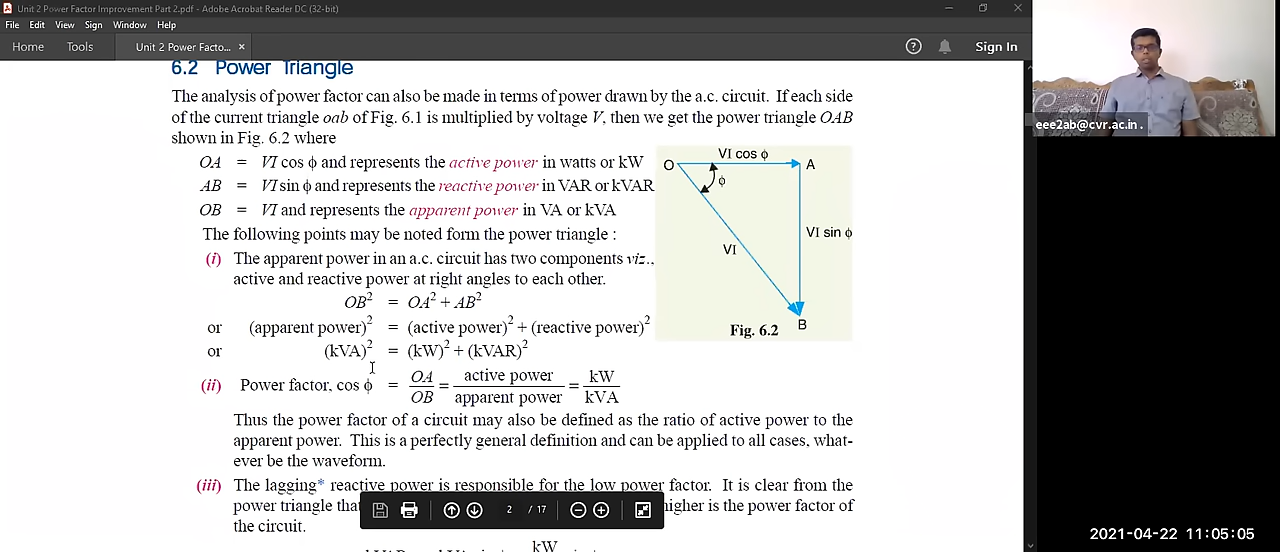 Unit 2 Power Factor Improvement Part 2.pdf - Adobe Acrobat Reader DC (32-bit)
File Edit View Sign Window Help
Home Tools Unit 2 Power Facto... × Sign In
6.2 Power Triangle
The analysis of power factor can also be made in terms of power drawn by the a.c. circuit. If each side
of the current triangle oab of Fig. 6.1 is multiplied by voltage V, then we get the power triangle OAB
shown in Fig. 6.2 where
OA = VI cos ϕ and represents the active power in watts or kW
AB = VI sin ϕ and represents the reactive power in VAR or kVAR
OB = VI and represents the apparent power in VA or kVA
The following points may be noted form the power triangle :
(i) The apparent power in an a.c. circuit has two components viz.,
active and reactive power at right angles to each other.
OB² = OA² + AB²
or (apparent power)² = (active power)² + (reactive power)²
or (kVA)² = (kW)² + (kVAR)²
(ii) Power factor, cos ϕ = OA/OB = active power/apparent power = kW/kVA
Thus the power factor of a circuit may also be defined as the ratio of active power to the
apparent power. This is a perfectly general definition and can be applied to all cases, what-
ever be the waveform.
(iii) The lagging* reactive power is responsible for the low power factor. It is clear from the
power triangle tha higher is the power factor of
the circuit.
kW
O
VI cos ϕ
A
ϕ
VI
VI sin ϕ
B
Fig. 6.2
2 / 17
eee2ab@cvr.ac.in .
2021-04-22 11:05:05